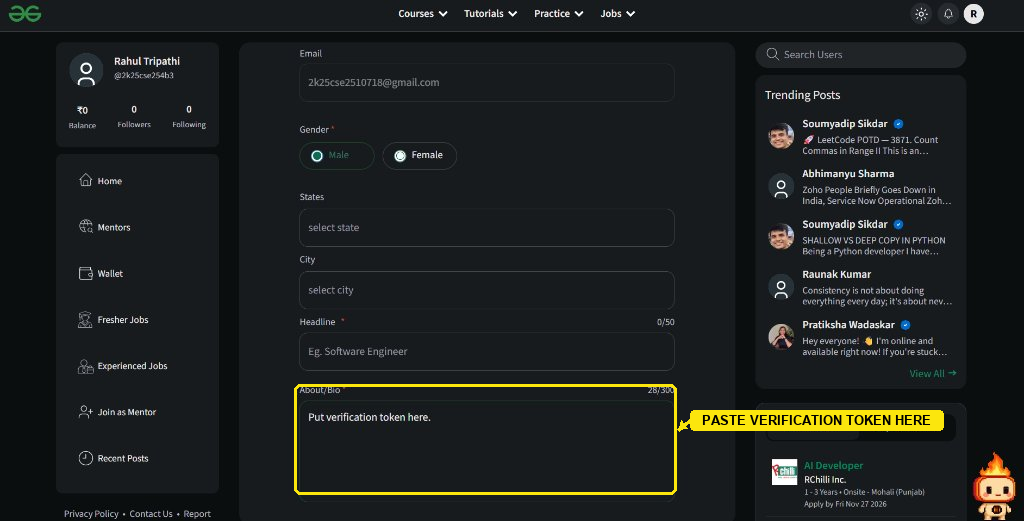 Courses
Tutorials
Practice
Jobs
R
Rahul Tripathi
@2k25cse254b3
₹0
0
0
Balance
Followers
Following
Home
Mentors
Wallet
Fresher Jobs
Experienced Jobs
Join as Mentor
Recent Posts
Privacy Policy • Contact Us • Report
Email
2k25cse2510718@gmail.com
Gender *
Male
Female
States
select state
City
select city
Headline *
0/50
Eg. Software Engineer
About/Bio *
28/300
Put verification token here.
PASTE VERIFICATION TOKEN HERE
Search Users
Trending Posts
Soumyadip Sikdar
🚀 LeetCode POTD — 3871. Count
Commas in Range II This is an…
Abhimanyu Sharma
Zoho People Briefly Goes Down in
India, Service Now Operational Zoh…
Soumyadip Sikdar
SHALLOW VS DEEP COPY IN PYTHON
Being a Python developer I have…
Raunak Kumar
Consistency is not about doing
everything every day; it's about nev…
Pratiksha Wadaskar
Hey everyone! 👋 I'm online and
available right now! If you're stuck…
View All
RChilli
AI Developer
RChilli Inc.
1 - 3 Years • Onsite - Mohali (Punjab)
Apply by Fri Nov 27 2026